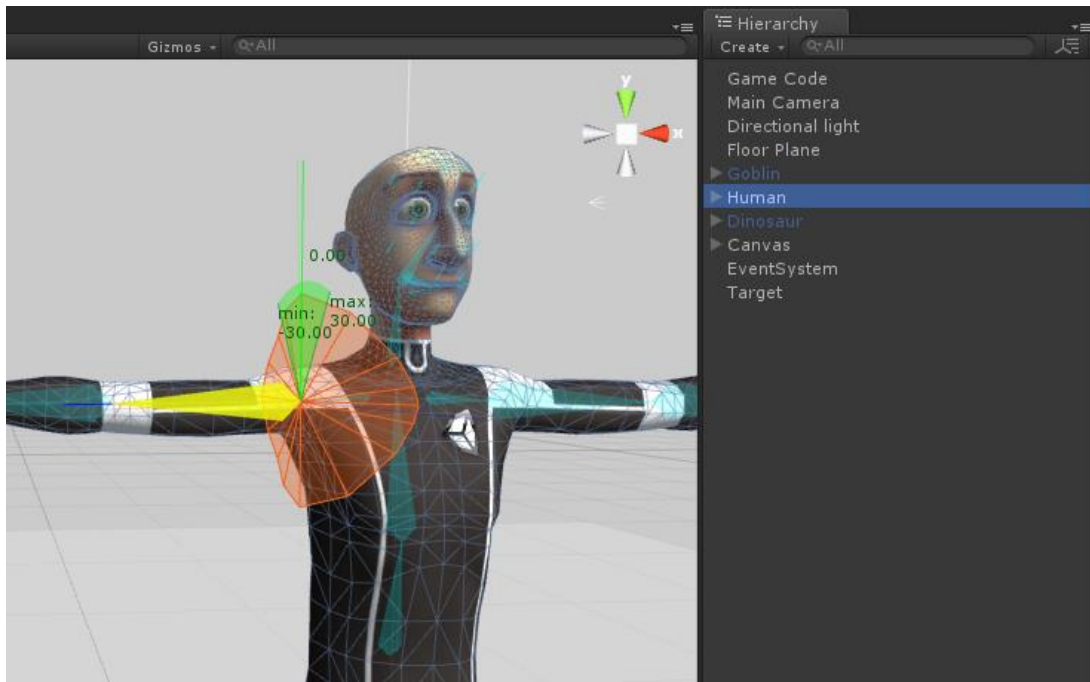 Hierarchy
Gizmos
All
Create
All
Game Code
Main Camera
Directional light
Floor Plane
Goblin
Human
Dinosaur
Canvas
EventSystem
Target
y
x
0.00
min:
-30.00
max:
30.00